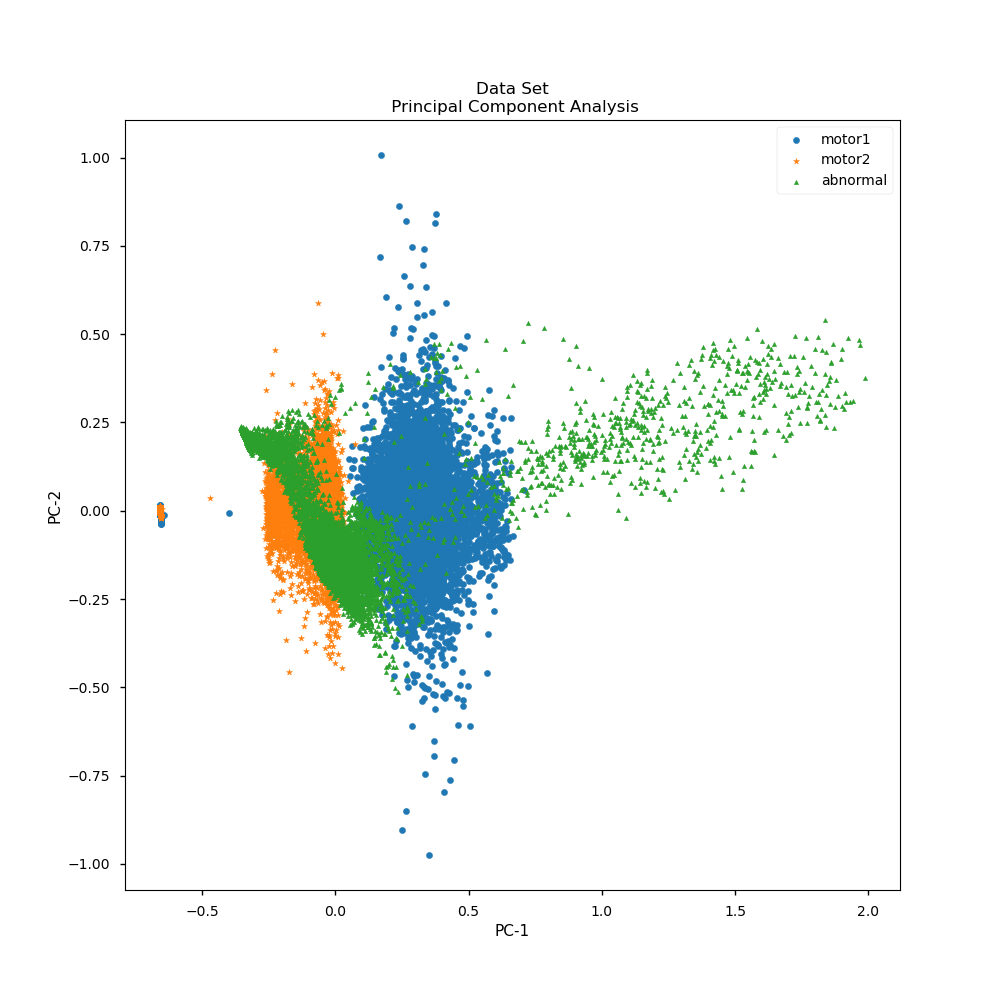 Data Set
Principal Component Analysis
motor1
motor2
abnormal
1.00
0.75
0.50
0.25
0.00
−0.25
−0.50
−0.75
−1.00
PC-2
−0.5
0.0
0.5
1.0
1.5
2.0
PC-1